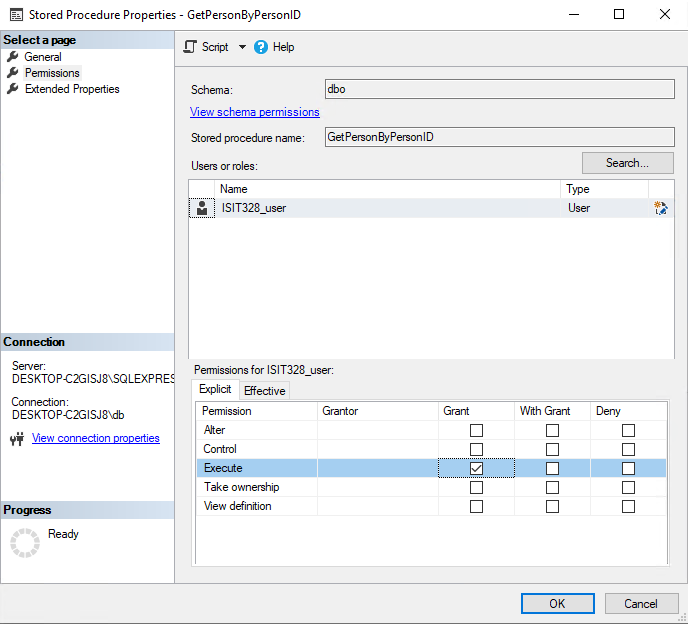 Stored Procedure Properties - GetPersonByPersonID
Select a page
General
Permissions
Extended Properties
Script
Help
Schema:
dbo
View schema permissions
Stored procedure name:
GetPersonByPersonID
Users or roles:
Search...
Name Type
ISIT328_user User
Connection
Server:
DESKTOP-C2GISJ8\SQLEXPRES
Connection:
DESKTOP-C2GISJ8\db
View connection properties
Progress
Ready
Permissions for ISIT328_user:
Explicit Effective
Permission Grantor Grant With Grant Deny
Alter
Control
Execute
Take ownership
View definition
OK Cancel